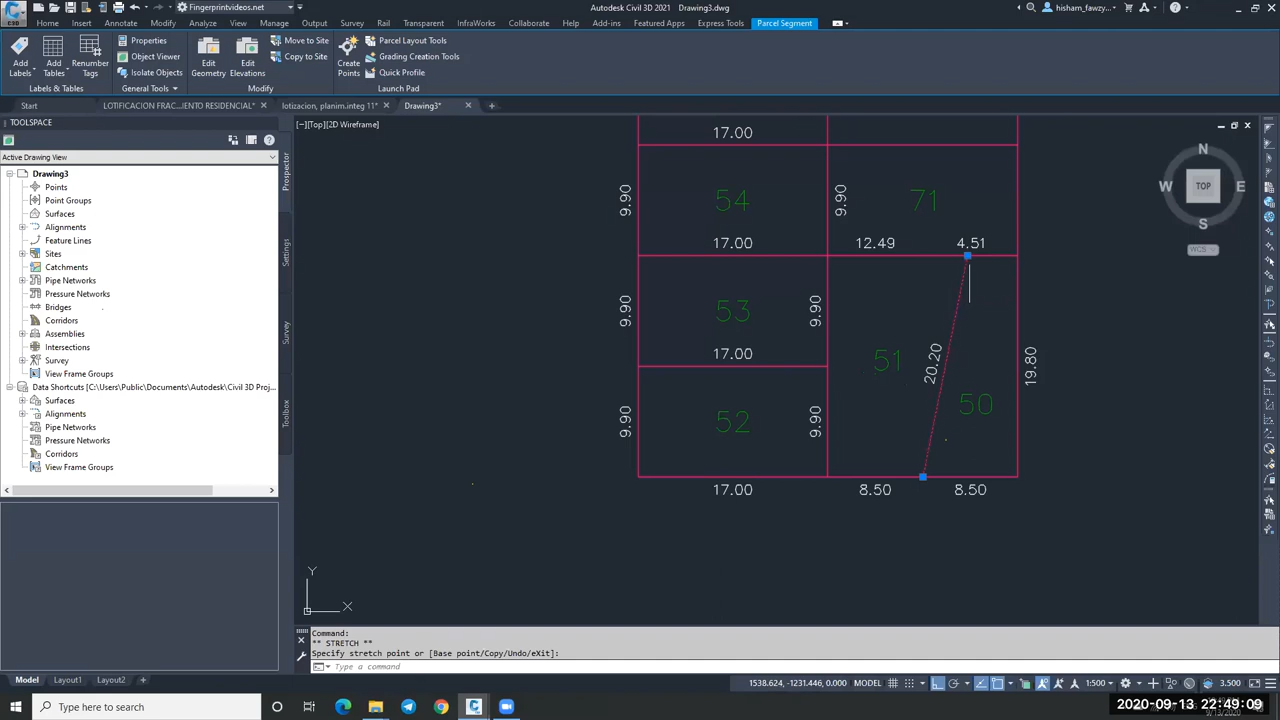 C3D
Fingerprintvideos.net
Autodesk Civil 3D 2021 Drawing3.dwg
hisham_fawzy...
Home Insert Annotate Modify Analyze View Manage Output Survey Rail Transparent InfraWorks Collaborate Help Add-ins Featured Apps Express Tools Parcel Segment
Add Labels
Add Tables
Renumber Tags
Properties
Object Viewer
Isolate Objects
Edit Geometry
Edit Elevations
Move to Site
Copy to Site
Create Points
Parcel Layout Tools
Grading Creation Tools
Quick Profile
Labels & Tables
General Tools
Modify
Launch Pad
Start
LOTIFICACION FRAC...IENTO RESIDENCIAL*
lotizacion, planim.integ 11*
Drawing3*
TOOLSPACE
[−][Top][2D Wireframe]
Active Drawing View
Drawing3
Points
Point Groups
Surfaces
Alignments
Feature Lines
Sites
Catchments
Pipe Networks
Pressure Networks
Bridges
Corridors
Assemblies
Intersections
Survey
View Frame Groups
Data Shortcuts [C:\Users\Public\Documents\Autodesk\Civil 3D Proj...
Surfaces
Alignments
Pipe Networks
Pressure Networks
Corridors
View Frame Groups
Prospector
Settings
Survey
Toolbox
17.00
9.90
54
9.90
71
17.00
12.49
4.51
9.90
53
9.90
17.00
51
20.20
50
19.80
9.90
52
9.90
17.00
8.50
8.50
N
W
TOP
E
S
WCS
Y
X
Command:
** STRETCH **
Specify stretch point or [Base point/Copy/Undo/eXit]:
Type a command
Model
Layout1
Layout2
1538.624, -1231.446, 0.000
MODEL
1:500
3.500
Type here to search
2020-09-13 22:49:09
9/13/2020